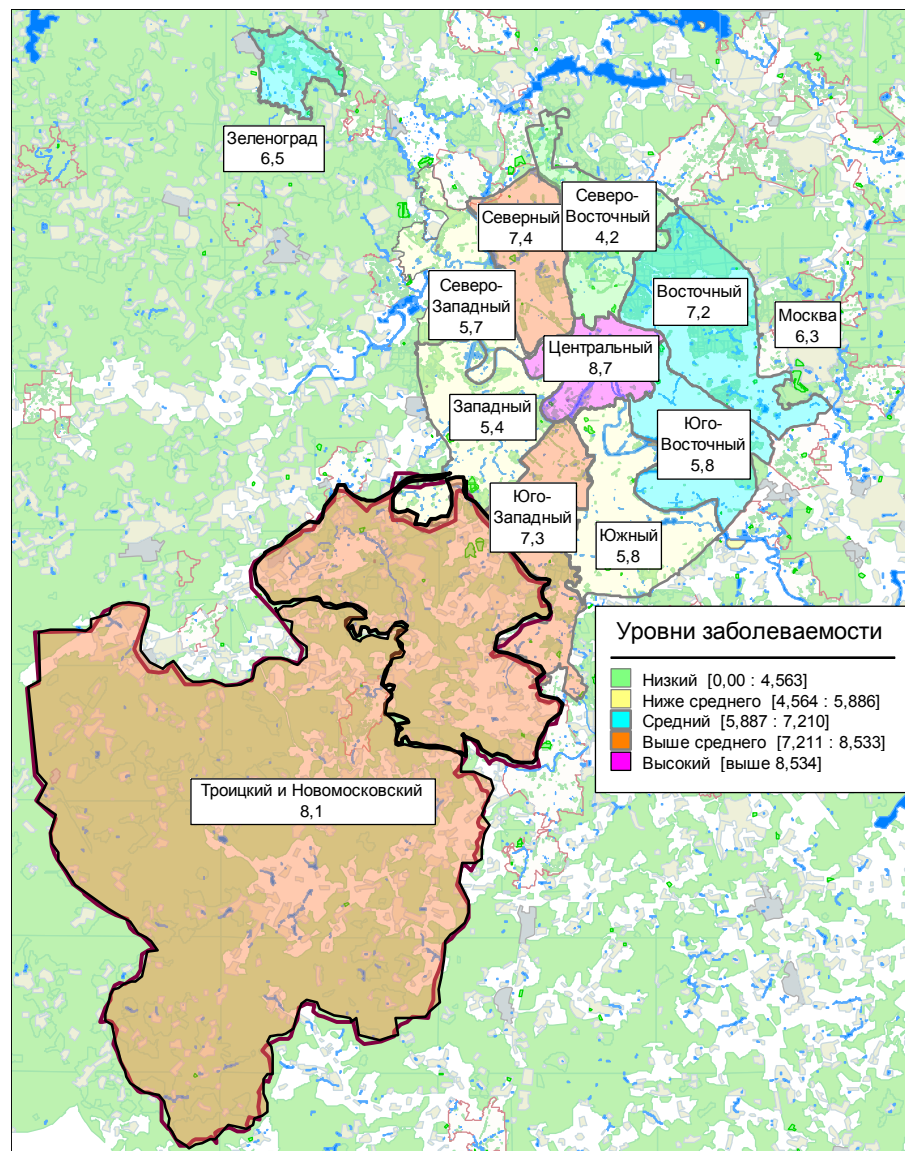 Зеленоград
6,5
Северный
7,4
Северо-
Восточный
4,2
Северо-
Западный
5,7
Восточный
7,2
Москва
6,3
Центральный
8,7
Западный
5,4
Юго-
Восточный
5,8
Юго-
Западный
7,3
Южный
5,8
Троицкий и Новомосковский
8,1
Уровни заболеваемости
Низкий [0,00 : 4,563]
Ниже среднего [4,564 : 5,886]
Средний [5,887 : 7,210]
Выше среднего [7,211 : 8,533]
Высокий [выше 8,534]